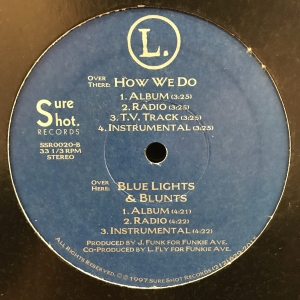 L.
Over There: How We Do
1. Album (3:25)
2. Radio (3:25)
3. T.V. Track (3:25)
4. Instrumental (3:25)
Sure Shot.
RECORDS
SSR0020-B
33 1/3 RPM
STEREO
Over Here: Blue Lights
& Blunts
1. Album (4:21)
2. Radio (4:22)
3. Instrumental (4:22)
Produced by J. Funk for Funkie Ave.
Co-Produced by L. Fly for Funkie Ave.
All Rights Reserved, © ℗ 1997 Sure Shot Records